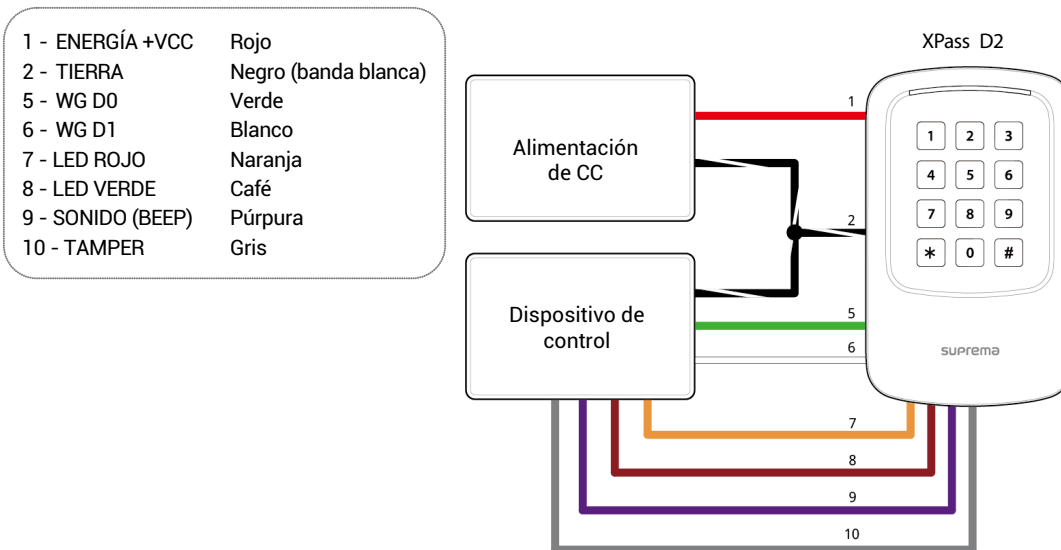 1 - ENERGÍA +VCC Rojo
2 - TIERRA Negro (banda blanca)
5 - WG D0 Verde
6 - WG D1 Blanco
7 - LED ROJO Naranja
8 - LED VERDE Café
9 - SONIDO (BEEP) Púrpura
10 - TAMPER Gris
XPass D2
Alimentación
de CC
Dispositivo de
control
1
2
5
6
7
8
9
10
1 2 3
4 5 6
7 8 9
* 0 #
suprema